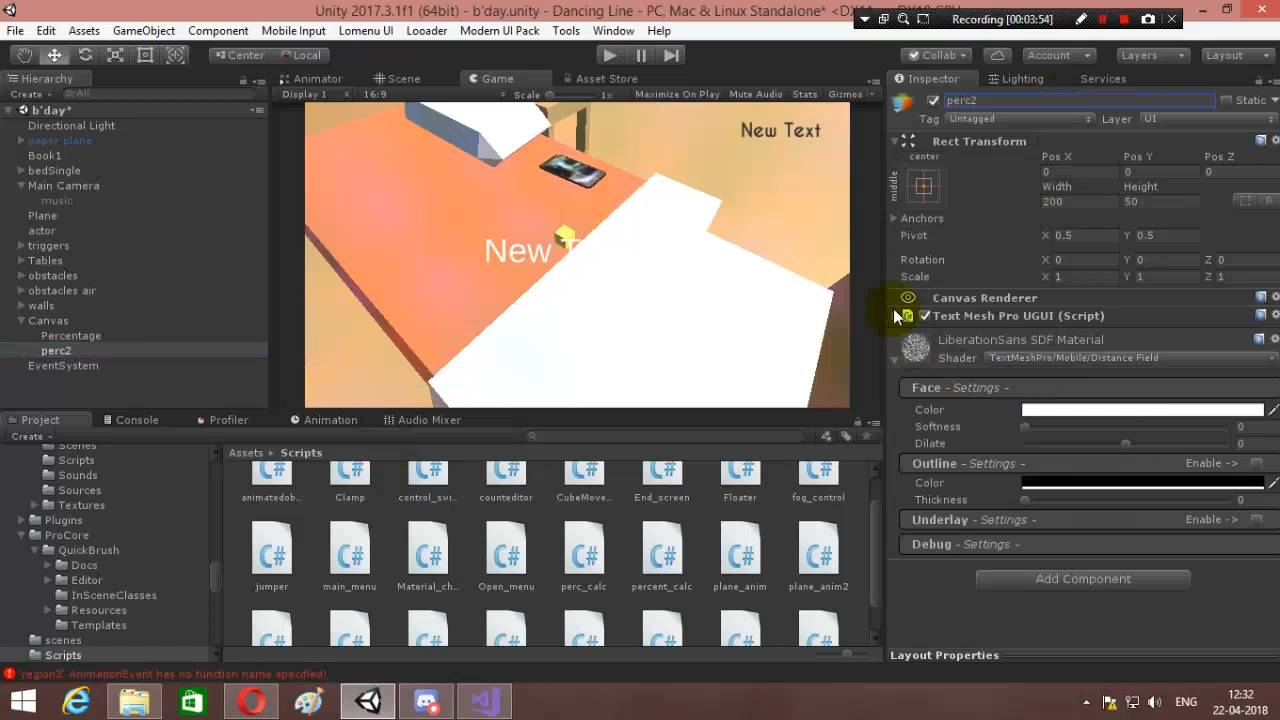 Unity 2017.3.1f1 (64bit) - b'day.unity - Dancing Line - PC, Mac & Linux Standalone* <DX
Recording [00:03:54]
File Edit Assets GameObject Component Mobile Input Lomenu UI Loader Modern UI Pack Tools Window Help
Center Local Collab Account Layers Layout
Hierarchy Animator Scene Game Asset Store Inspector Lighting Services
Create All Display 1 16:9 Scale 1x Maximize On Play Mute Audio Stats Gizmos perc2 Static
b'day*
Tag Untagged Layer UI
Directional Light
paper plane
Book1
bedSingle
Main Camera
music
Plane
actor
triggers
Tables
obstacles
obstacles air
walls
Canvas
Percentage
perc2
EventSystem
New Text
New T
Rect Transform
center Pos X Pos Y Pos Z
middle
0 0 0
Width Height
200 50
R
Anchors
Pivot X 0.5 Y 0.5
Rotation X 0 Y 0 Z 0
Scale X 1 Y 1 Z 1
Canvas Renderer
Text Mesh Pro UGUI (Script)
LiberationSans SDF Material
Shader TextMeshPro/Mobile/Distance Field
Face - Settings -
Color
Softness 0
Dilate 0
Outline - Settings - Enable ->
Color
Thickness 0
Underlay - Settings - Enable ->
Debug - Settings -
Add Component
Layout Properties
Project Console Profiler Animation Audio Mixer
Create
Scenes
Scripts
Sounds
Sources
Textures
Plugins
ProCore
QuickBrush
Docs
Editor
InSceneClasses
Resources
Templates
scenes
Scripts
Assets Scripts
animatedob... Clamp control_swi... counteditor CubeMove... End_screen Floater fog_control
jumper main_menu Material_ch... Open_menu perc_calc percent_calc plane_anim plane_anim2
'region3' AnimationEvent has no function name specified!
ENG
12:32
22-04-2018